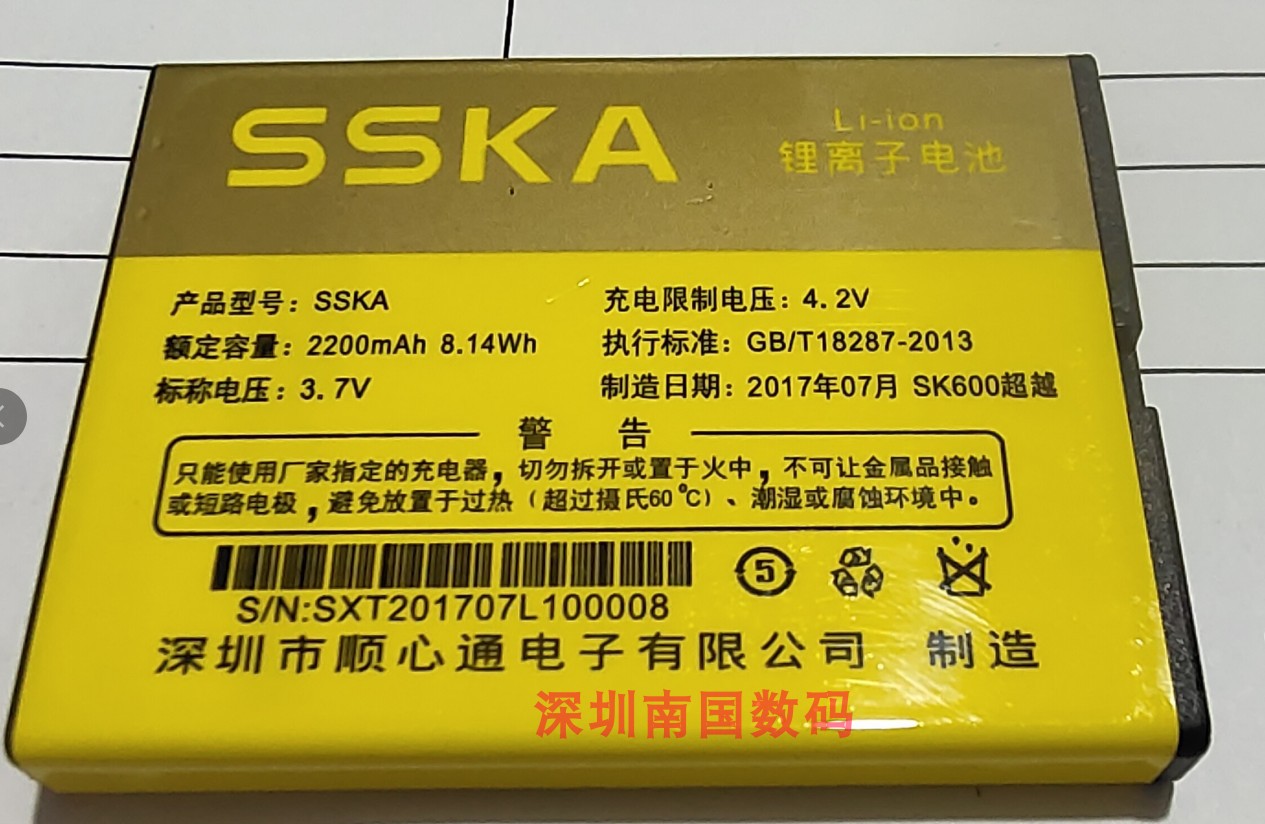 SSKA
Li-ion
锂离子电池
产品型号：SSKA
充电限制电压：4.2V
额定容量：2200mAh 8.14Wh
执行标准：GB/T18287-2013
标称电压：3.7V
制造日期：2017年07月 SK600超越
警 告
只能使用厂家指定的充电器，切勿拆开或置于火中，不可让金属品接触
或短路电极，避免放置于过热（超过摄氏60℃）、潮湿或腐蚀环境中。
5
S/N:SXT201707L100008
深圳市顺心通电子有限公司 制造
深圳南国数码